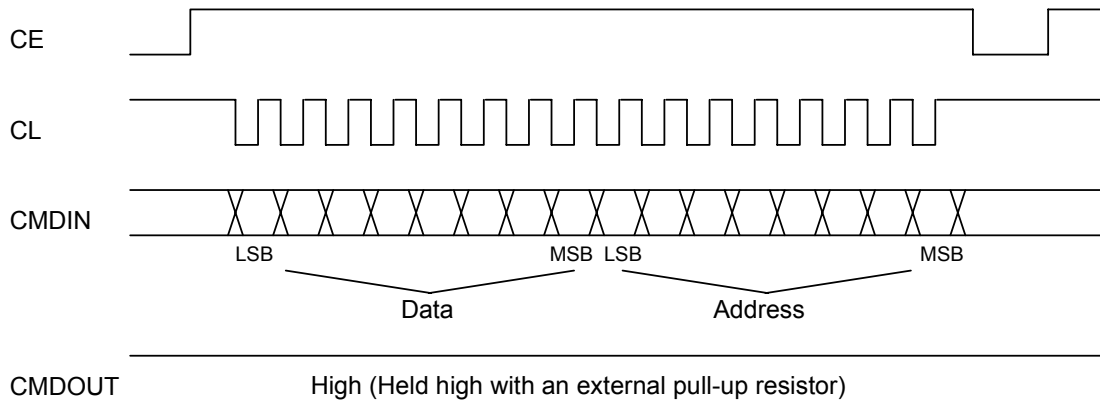 CE
CL
CMDIN
LSB MSB LSB MSB
Data Address
CMDOUT High (Held high with an external pull-up resistor)